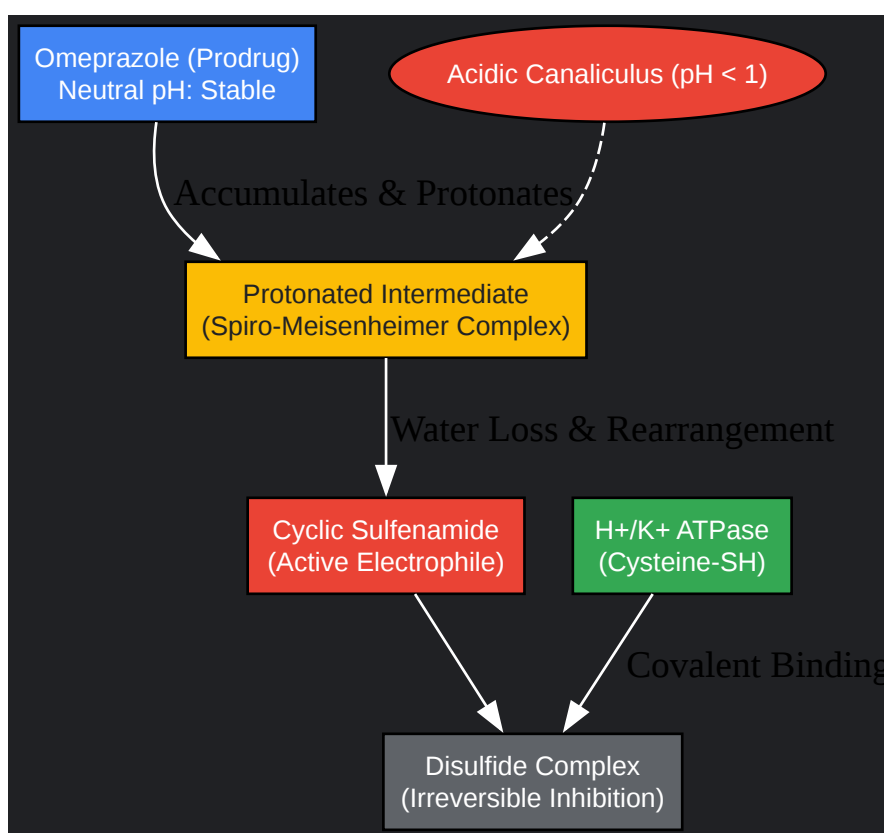 Omeprazole (Prodrug)
Neutral pH: Stable
Acidic Canaliculus (pH < 1)
Accumulates & Protonates
Protonated Intermediate
(Spiro-Meisenheimer Complex)
Water Loss & Rearrangement
Cyclic Sulfenamide
(Active Electrophile)
H+/K+ ATPase
(Cysteine-SH)
Covalent Binding
Disulfide Complex
(Irreversible Inhibition)